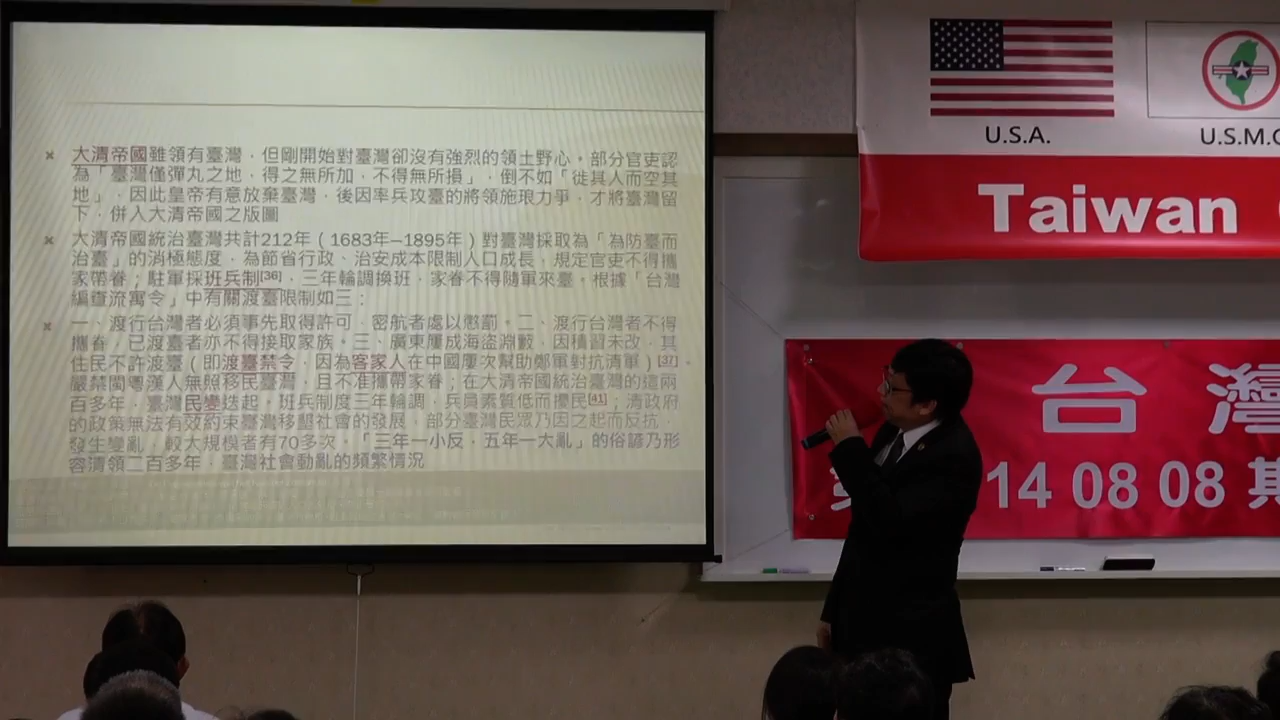 大清帝國雖領有臺灣，但剛開始對臺灣卻沒有強烈的領土野心。部分官吏認
為「臺灣僅彈丸之地，得之無所加，不得無所損」，倒不如「徙其人而空其
地」，因此皇帝有意放棄臺灣，後因率兵攻臺的將領施琅力爭，才將臺灣留
下，併入大清帝國之版圖
大清帝國統治臺灣共計212年（1683年—1895年）對臺灣採取為「為防臺而
治臺」的消極態度，為節省行政、治安成本限制人口成長，規定官吏不得攜
家帶眷；駐軍採班兵制[36]，三年輪調換班，家眷不得隨軍來臺。根據「台灣
編查流寓令」中有關渡臺限制如三：
一、渡行台灣者必須事先取得許可，密航者處以懲罰。二、渡行台灣者不得
攜眷，已渡臺者亦不得接取家族。三、廣東屢成海盜淵藪，因積習未改，其
住民不許渡臺（即渡臺禁令，因為客家人在中國屢次幫助鄭軍對抗清軍）[37]。
嚴禁閩粵漢人無照移民臺灣，且不准攜帶家眷；在大清帝國統治臺灣的這兩
百多年，臺灣民變迭起，班兵制度三年輪調，兵員素質低而擾民[41]；清政府
的政策無法有效約束臺灣移墾社會的發展，部分臺灣民眾乃因之起而反抗，
發生變亂，較大規模者有70多次，「三年一小反，五年一大亂」的俗諺乃形
容清領二百多年，臺灣社會動亂的頻繁情況
U.S.A.
U.S.M.
Taiwan
台灣
14 08 08 期